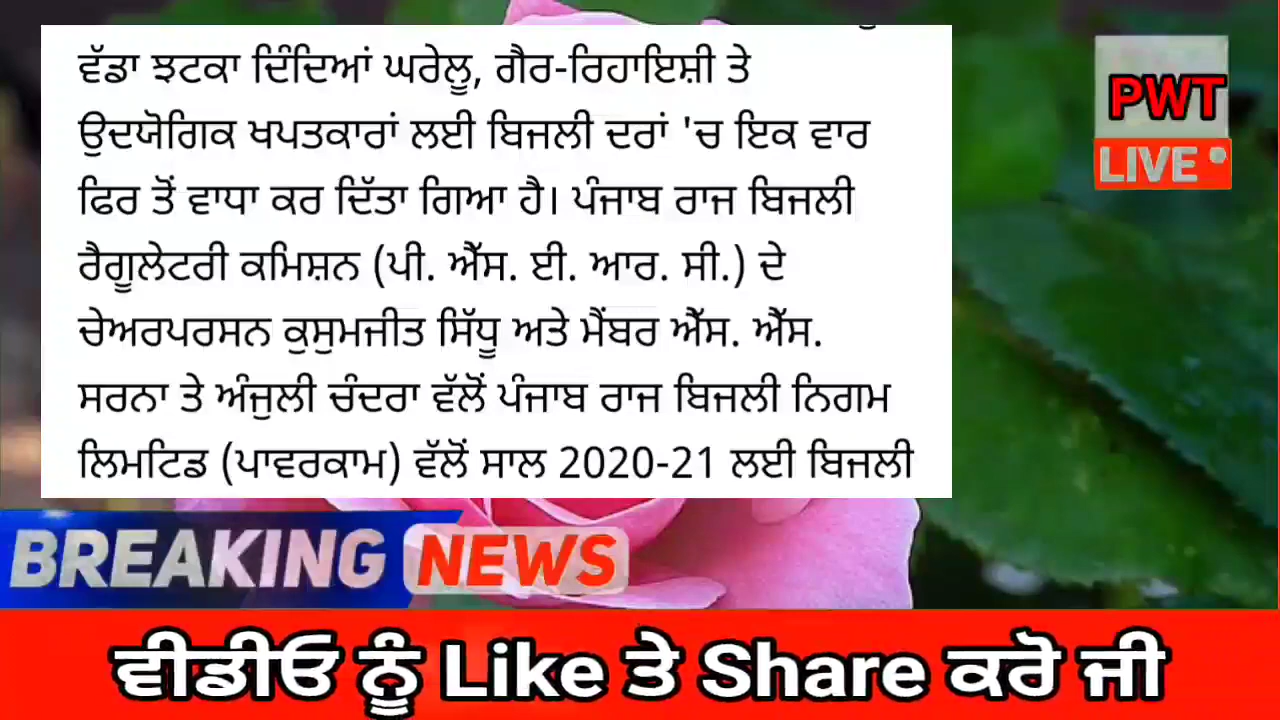 ਵੱਡਾ ਝਟਕਾ ਦਿੰਦਿਆਂ ਘਰੇਲੂ, ਗੈਰ-ਰਿਹਾਇਸ਼ੀ ਤੇ
ਉਦਯੋਗਿਕ ਖਪਤਕਾਰਾਂ ਲਈ ਬਿਜਲੀ ਦਰਾਂ 'ਚ ਇਕ ਵਾਰ
ਫਿਰ ਤੋਂ ਵਾਧਾ ਕਰ ਦਿੱਤਾ ਗਿਆ ਹੈ। ਪੰਜਾਬ ਰਾਜ ਬਿਜਲੀ
ਰੈਗੂਲੇਟਰੀ ਕਮਿਸ਼ਨ (ਪੀ. ਐੱਸ. ਈ. ਆਰ. ਸੀ.) ਦੇ
ਚੇਅਰਪਰਸਨ ਕੁਸੁਮਜੀਤ ਸਿੱਧੂ ਅਤੇ ਮੈਂਬਰ ਐੱਸ. ਐੱਸ.
ਸਰਨਾ ਤੇ ਅੰਜੁਲੀ ਚੰਦਰਾ ਵੱਲੋਂ ਪੰਜਾਬ ਰਾਜ ਬਿਜਲੀ ਨਿਗਮ
ਲਿਮਟਿਡ (ਪਾਵਰਕਾਮ) ਵੱਲੋਂ ਸਾਲ 2020-21 ਲਈ ਬਿਜਲੀ
PWT
LIVE
BREAKING NEWS
ਵੀਡੀਓ ਨੂੰ Like ਤੇ Share ਕਰੋ ਜੀ